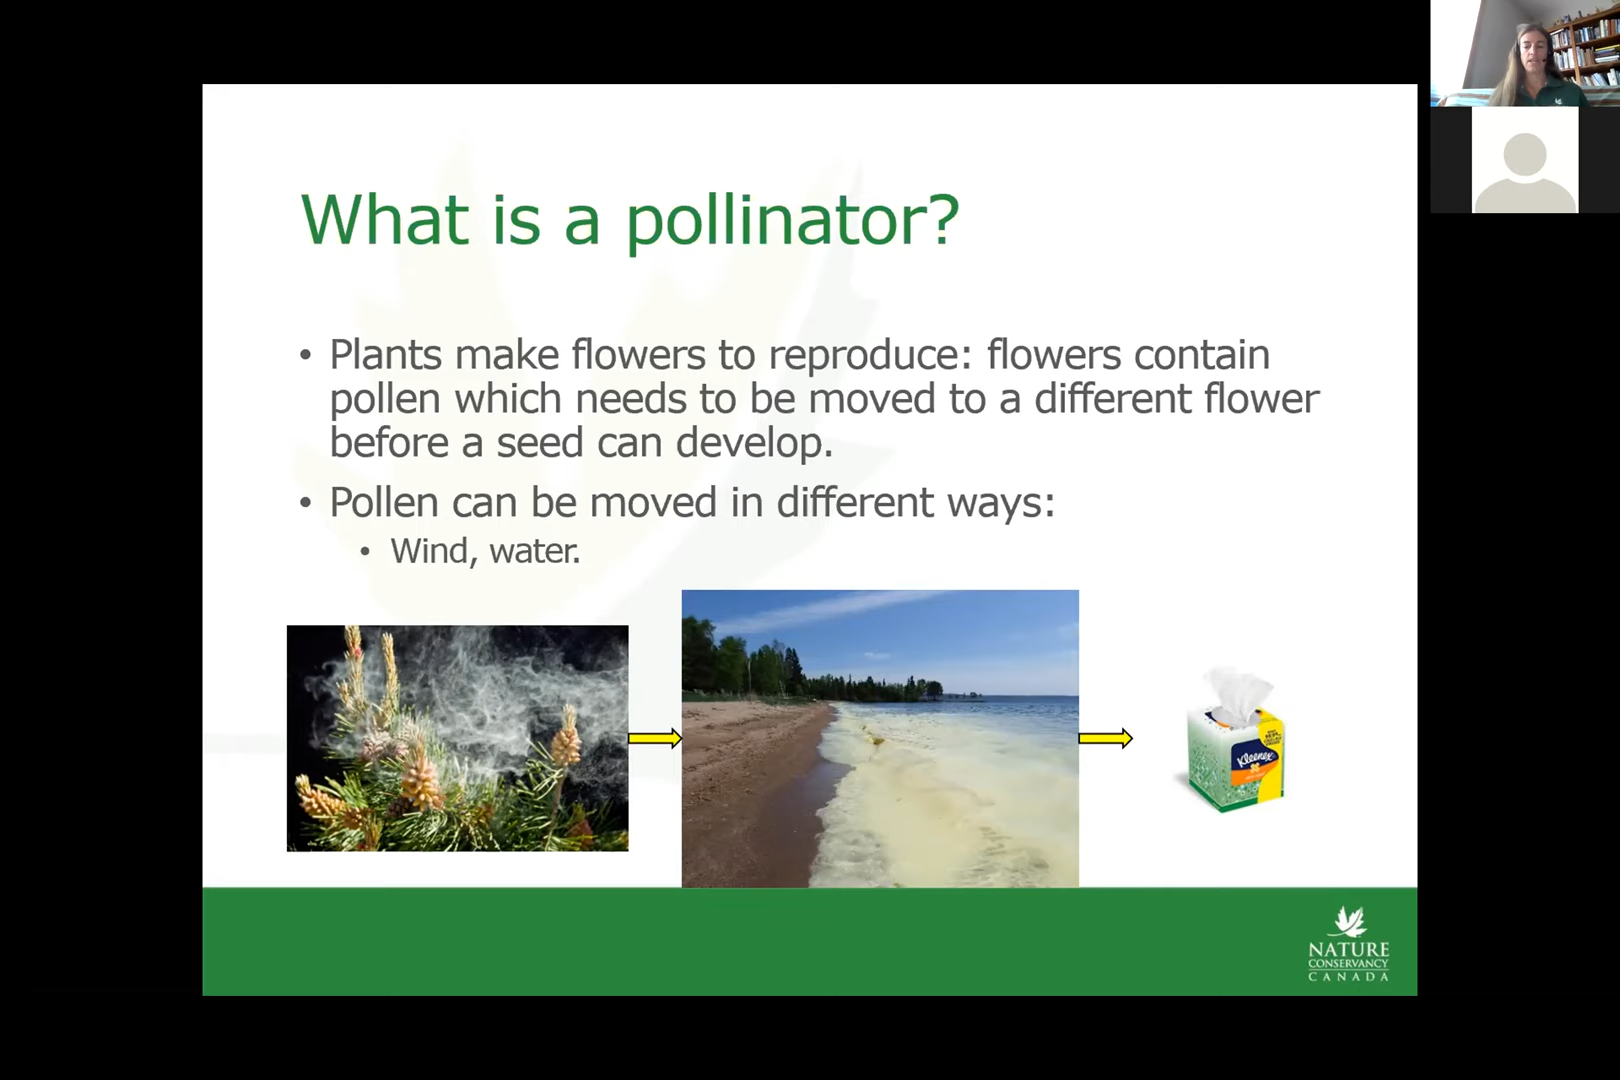 What is a pollinator?
• Plants make flowers to reproduce: flowers contain
pollen which needs to be moved to a different flower
before a seed can develop.
• Pollen can be moved in different ways:
• Wind, water.
Kleenex
NATURE
CONSERVANCY
CANADA